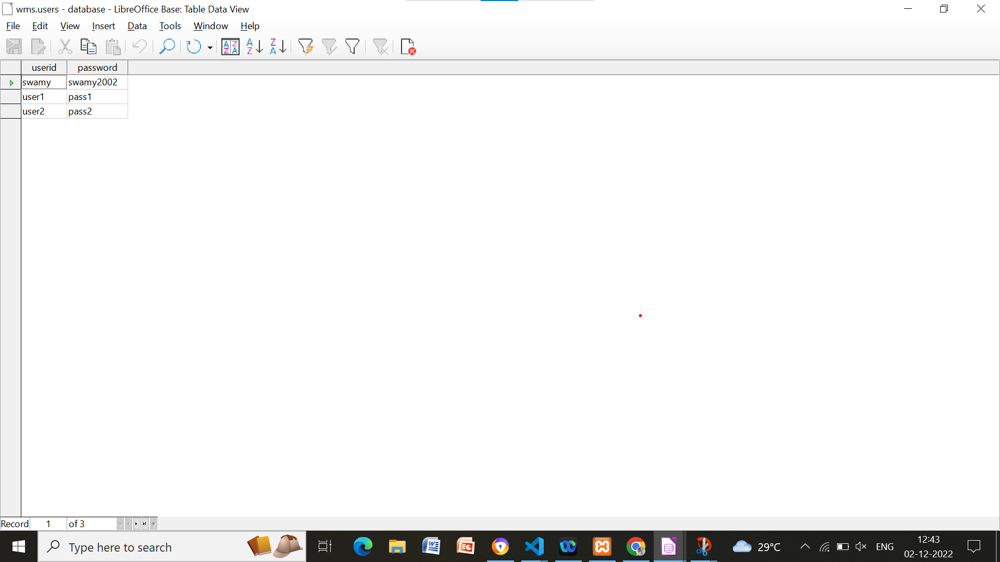 wms.users - database - LibreOffice Base: Table Data View
File Edit View Insert Data Tools Window Help
userid password
swamy swamy2002
user1 pass1
user2 pass2
Record 1 of 3
Type here to search
29°C
ENG
12:43
02-12-2022